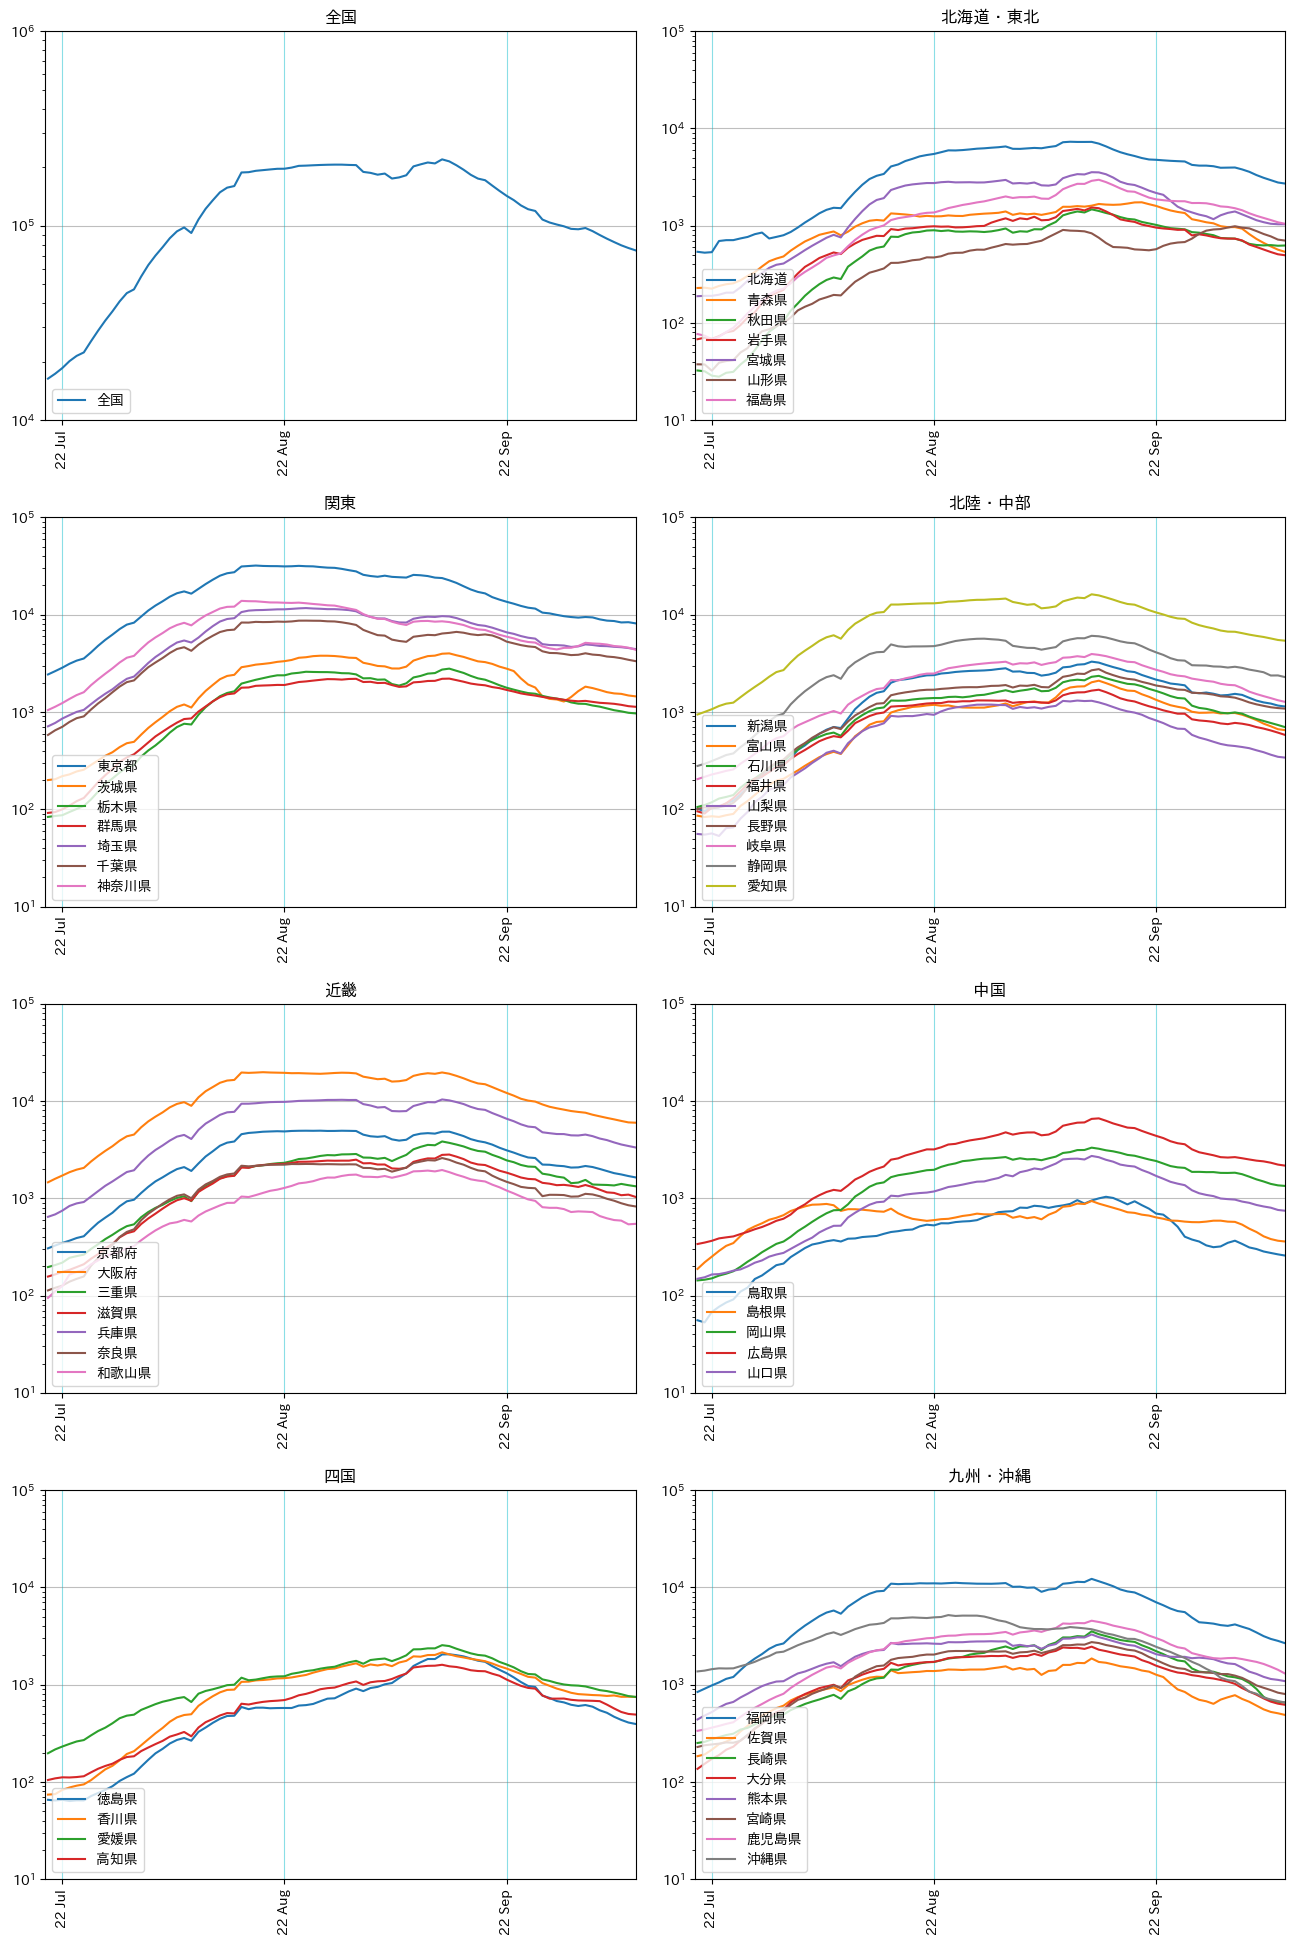 全国
10⁶
10⁵
10⁴
22 Jul
22 Aug
22 Sep
全国
北海道・東北
10⁵
10⁴
10³
10²
10¹
22 Jul
22 Aug
22 Sep
北海道
青森県
秋田県
岩手県
宮城県
山形県
福島県
関東
10⁵
10⁴
10³
10²
10¹
22 Jul
22 Aug
22 Sep
東京都
茨城県
栃木県
群馬県
埼玉県
千葉県
神奈川県
北陸・中部
10⁵
10⁴
10³
10²
10¹
22 Jul
22 Aug
22 Sep
新潟県
富山県
石川県
福井県
山梨県
長野県
岐阜県
静岡県
愛知県
近畿
10⁵
10⁴
10³
10²
10¹
22 Jul
22 Aug
22 Sep
京都府
大阪府
三重県
滋賀県
兵庫県
奈良県
和歌山県
中国
10⁵
10⁴
10³
10²
10¹
22 Jul
22 Aug
22 Sep
鳥取県
島根県
岡山県
広島県
山口県
四国
10⁵
10⁴
10³
10²
10¹
22 Jul
22 Aug
22 Sep
徳島県
香川県
愛媛県
高知県
九州・沖縄
10⁵
10⁴
10³
10²
10¹
22 Jul
22 Aug
22 Sep
福岡県
佐賀県
長崎県
大分県
熊本県
宮崎県
鹿児島県
沖縄県